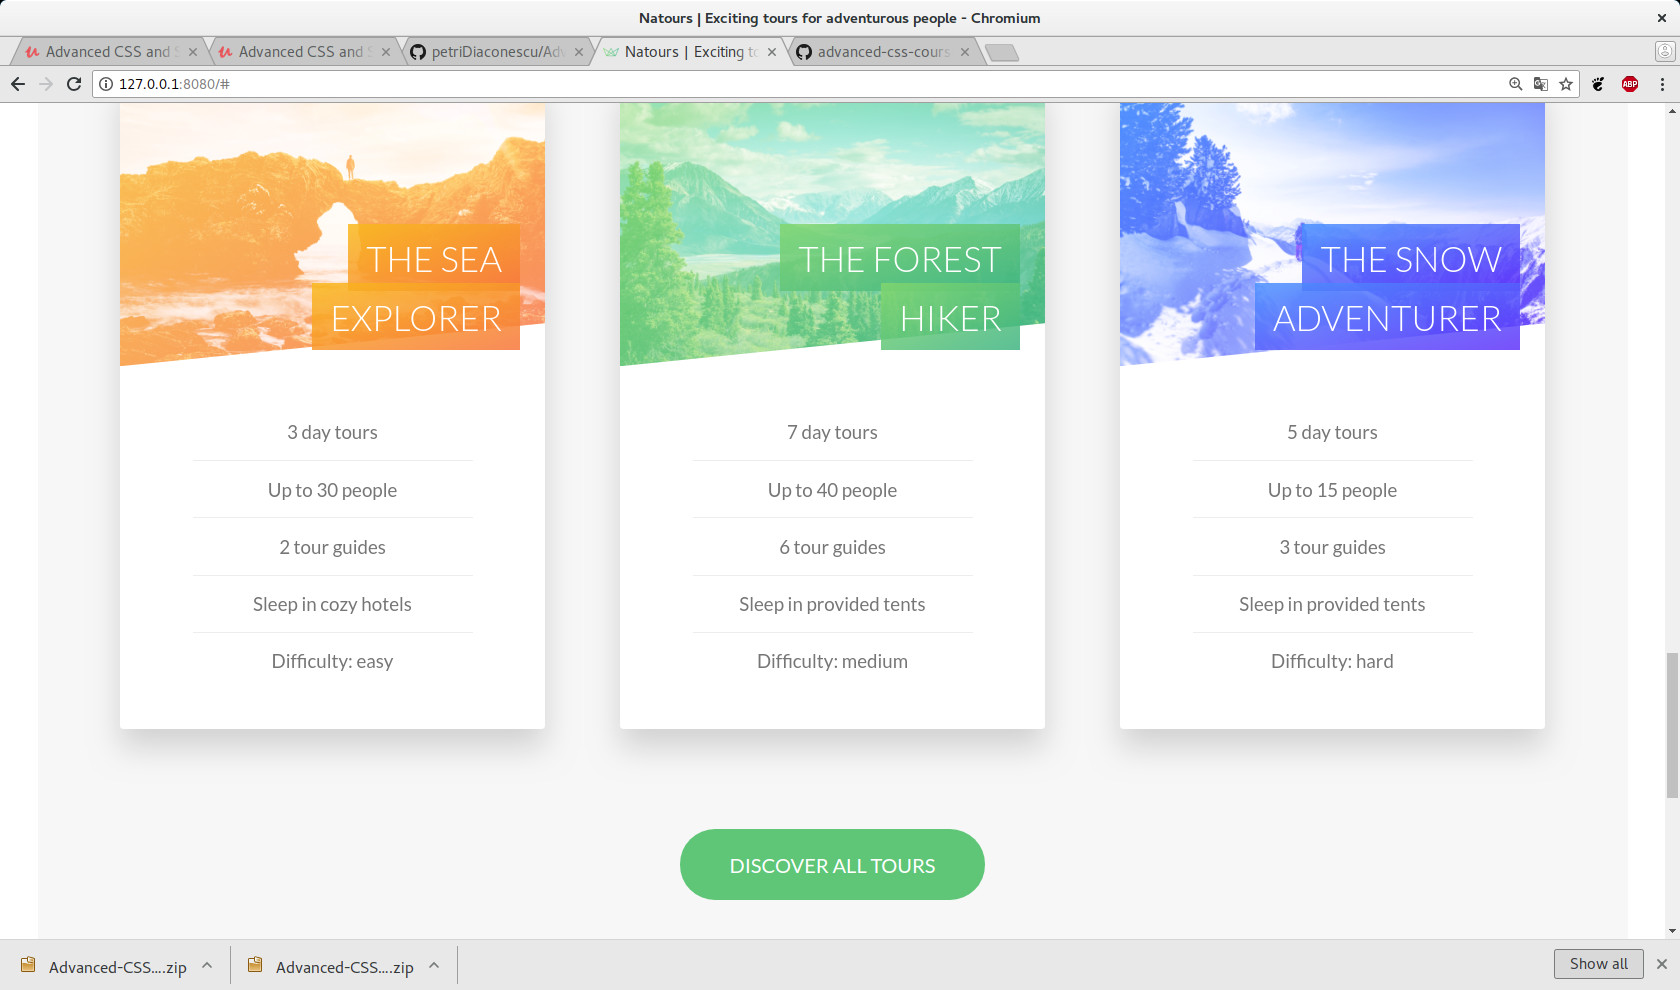 Natours | Exciting tours for adventurous people - Chromium
Advanced CSS and S
Advanced CSS and S
petriDiaconescu/Adv
Natours | Exciting to
advanced-css-cours
127.0.0.1:8080/#
ABP
THE SEA
EXPLORER
3 day tours
Up to 30 people
2 tour guides
Sleep in cozy hotels
Difficulty: easy
THE FOREST
HIKER
7 day tours
Up to 40 people
6 tour guides
Sleep in provided tents
Difficulty: medium
THE SNOW
ADVENTURER
5 day tours
Up to 15 people
3 tour guides
Sleep in provided tents
Difficulty: hard
DISCOVER ALL TOURS
Advanced-CSS....zip
Advanced-CSS....zip
Show all